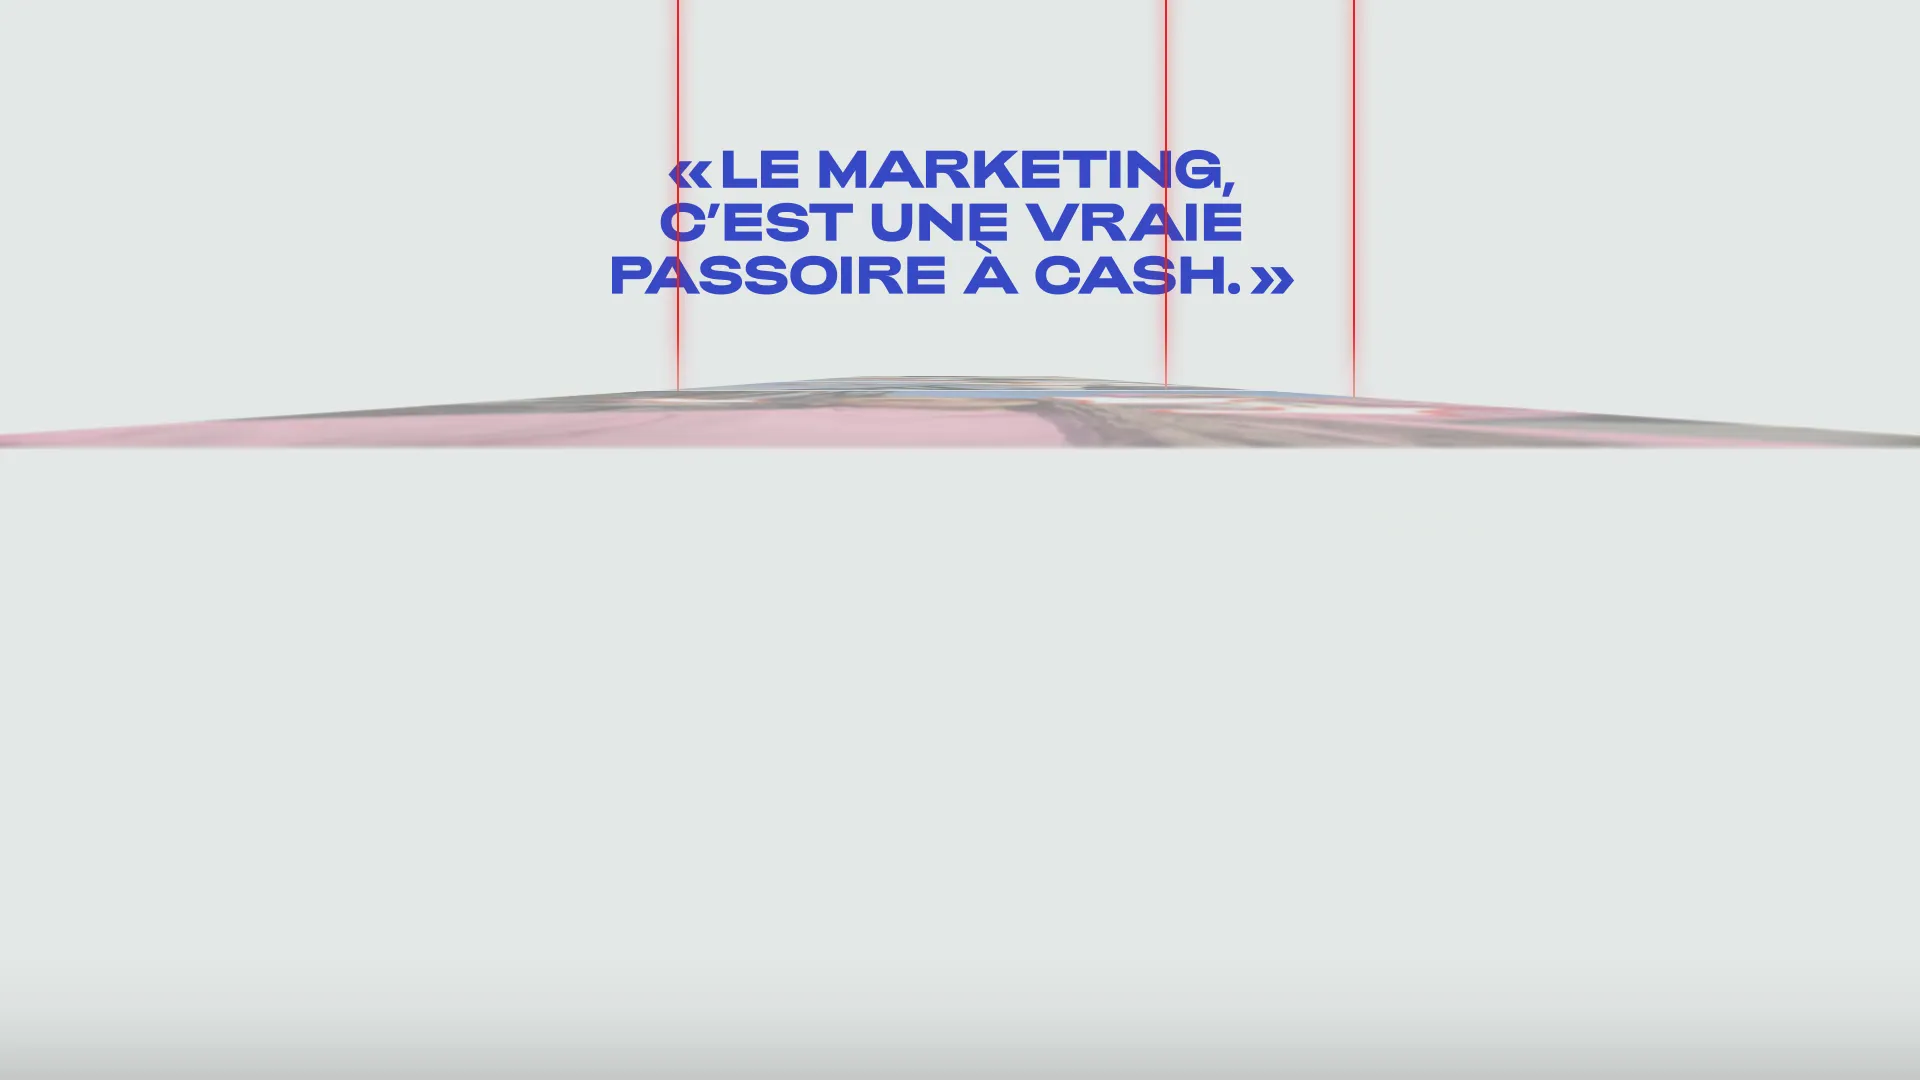 « LE MARKETING,
C'EST UNE VRAIE
PASSOIRE À CASH. »